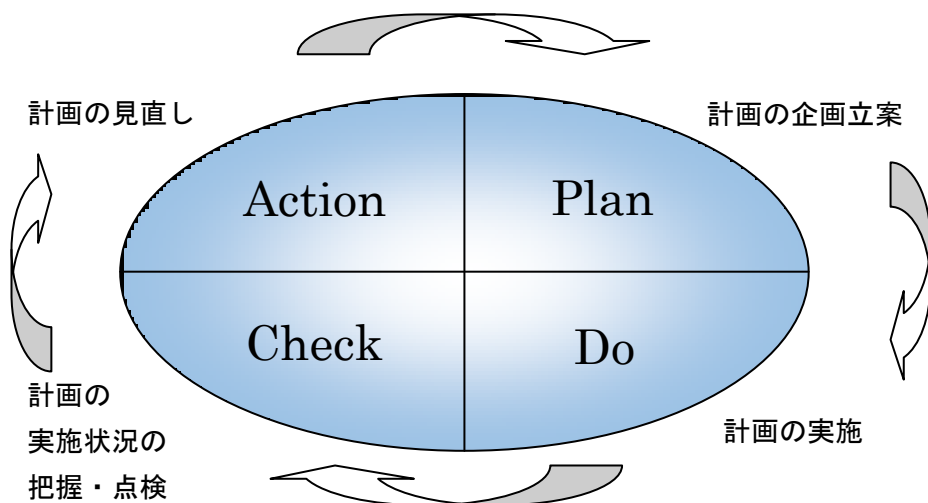 計画の見直し
計画の企画立案
Action
Plan
Check
Do
計画の
実施状況の
把握・点検
計画の実施